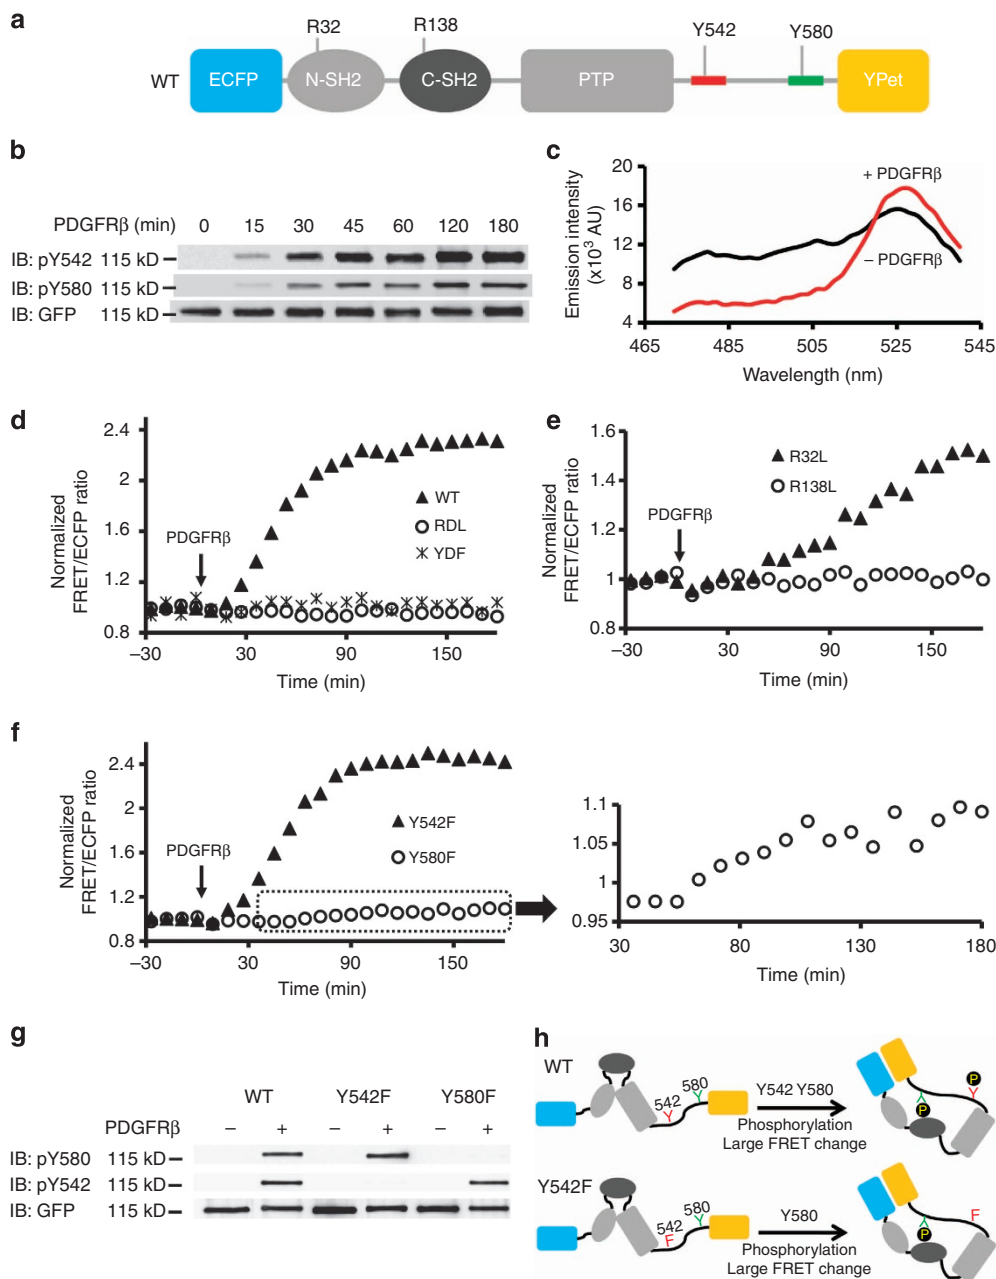 a
R32
R138
Y542
Y580
WT
ECFP
N-SH2
C-SH2
PTP
YPet
b
PDGFRβ (min) 0 15 30 45 60 120 180
IB: pY542 115 kD
IB: pY580 115 kD
IB: GFP 115 kD
c
Emission intensity
(x10³ AU)
20
16
12
8
4
+ PDGFRβ
– PDGFRβ
465 485 505 525 545
Wavelength (nm)
d
Normalized
FRET/ECFP ratio
2.4
2
1.6
1.2
0.8
PDGFRβ
WT
RDL
YDF
–30 30 90 150
Time (min)
e
Normalized
FRET/ECFP ratio
1.6
1.4
1.2
1
0.8
PDGFRβ
R32L
R138L
–30 30 90 150
Time (min)
f
Normalized
FRET/ECFP ratio
2.4
2
1.6
1.2
0.8
PDGFRβ
Y542F
Y580F
–30 30 90 150
Time (min)
1.1
1.05
1
0.95
30 80 130 180
Time (min)
g
WT Y542F Y580F
PDGFRβ – + – + – +
IB: pY580 115 kD
IB: pY542 115 kD
IB: GFP 115 kD
h
WT
542
Y
580
Y
Y542 Y580
Phosphorylation
Large FRET change
Y
P
P
Y
Y542F
542
F
580
Y
Y580
Phosphorylation
Large FRET change
Y
P
F